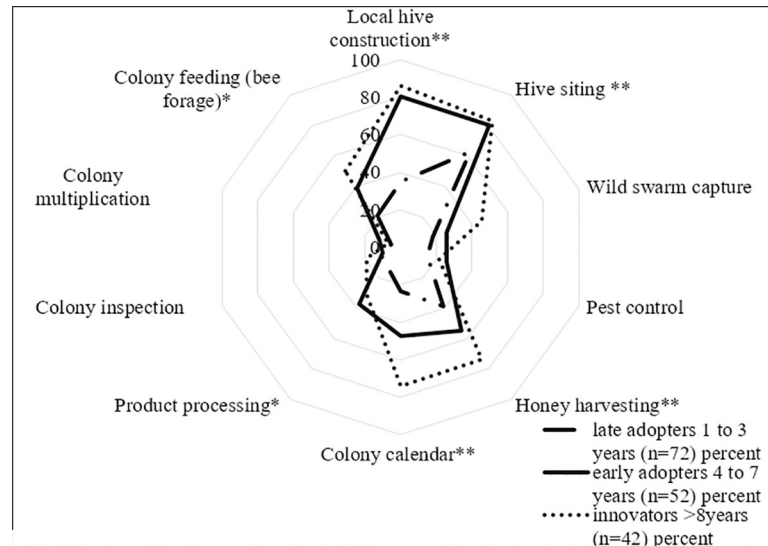 Local hive
construction**
100
Colony feeding (bee
forage)*
80
Hive siting **
60
40
Colony
multiplication
Wild swarm capture
20
0
Colony inspection
Pest control
Product processing*
Honey harvesting**
Colony calendar**
late adopters 1 to 3
years (n=72) percent
early adopters 4 to 7
years (n=52) percent
innovators >8years
(n=42) percent